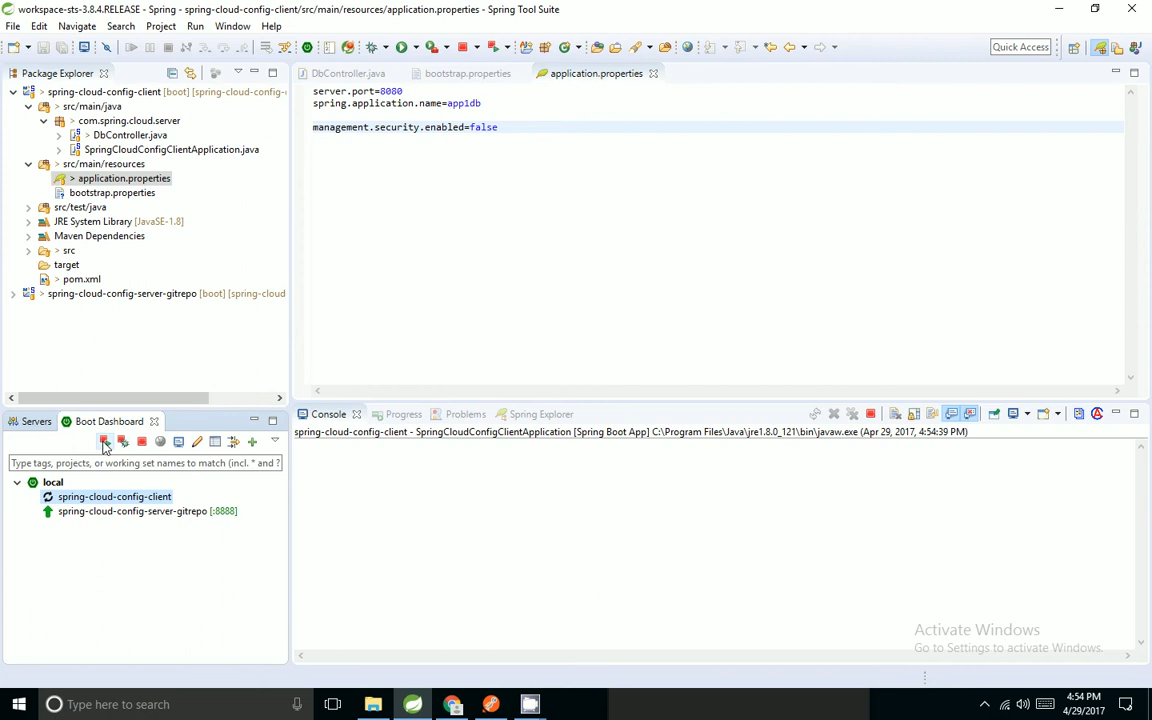 workspace-sts-3.8.4.RELEASE - Spring - spring-cloud-config-client/src/main/resources/application.properties - Spring Tool Suite
File Edit Navigate Search Project Run Window Help
Quick Access
Package Explorer
DbController.java bootstrap.properties application.properties
spring-cloud-config-client [boot] [spring-cloud-config-
src/main/java
com.spring.cloud.server
> DbController.java
SpringCloudConfigClientApplication.java
src/main/resources
> application.properties
bootstrap.properties
src/test/java
JRE System Library [JavaSE-1.8]
Maven Dependencies
> src
target
> pom.xml
> spring-cloud-config-server-gitrepo [boot] [spring-cloud
server.port=8080
spring.application.name=app1db
management.security.enabled=false
Servers Boot Dashboard
Type tags, projects, or working set names to match (incl. * and ?
local
spring-cloud-config-client
spring-cloud-config-server-gitrepo [:8888]
Console Progress Problems Spring Explorer
spring-cloud-config-client - SpringCloudConfigClientApplication [Spring Boot App] C:\Program Files\Java\jre1.8.0_121\bin\javaw.exe (Apr 29, 2017, 4:54:39 PM)
Activate Windows
Go to Settings to activate Windows.
Type here to search
4:54 PM
4/29/2017